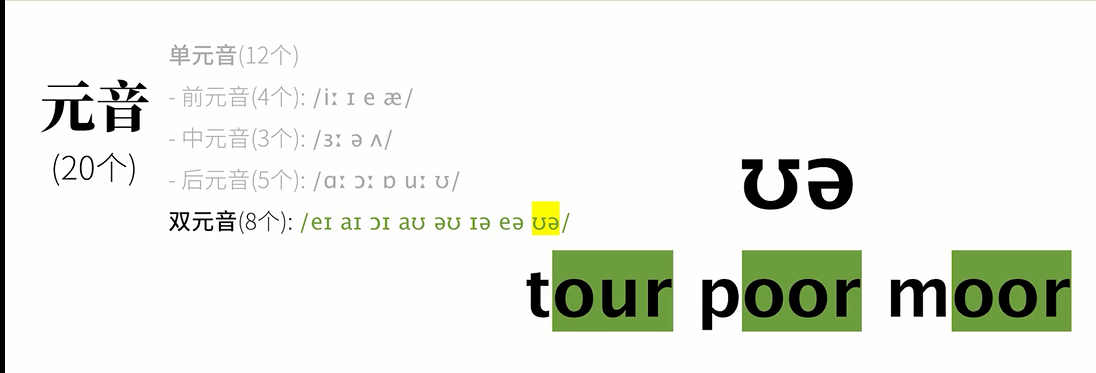 元音
(20个)
单元音(12个)
- 前元音(4个): /iː ɪ e æ/
- 中元音(3个): /ɜː ə ʌ/
- 后元音(5个): /ɑː ɔː ɒ uː ʊ/
双元音(8个): /eɪ aɪ ɔɪ aʊ əʊ ɪə eə ʊə/
ʊə
tour poor moor